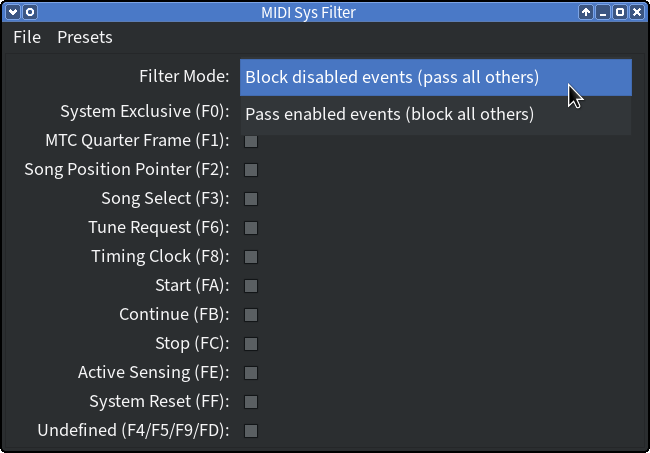 MIDI Sys Filter
File Presets
Filter Mode: Block disabled events (pass all others)
System Exclusive (F0): Pass enabled events (block all others)
MTC Quarter Frame (F1):
Song Position Pointer (F2):
Song Select (F3):
Tune Request (F6):
Timing Clock (F8):
Start (FA):
Continue (FB):
Stop (FC):
Active Sensing (FE):
System Reset (FF):
Undefined (F4/F5/F9/FD):